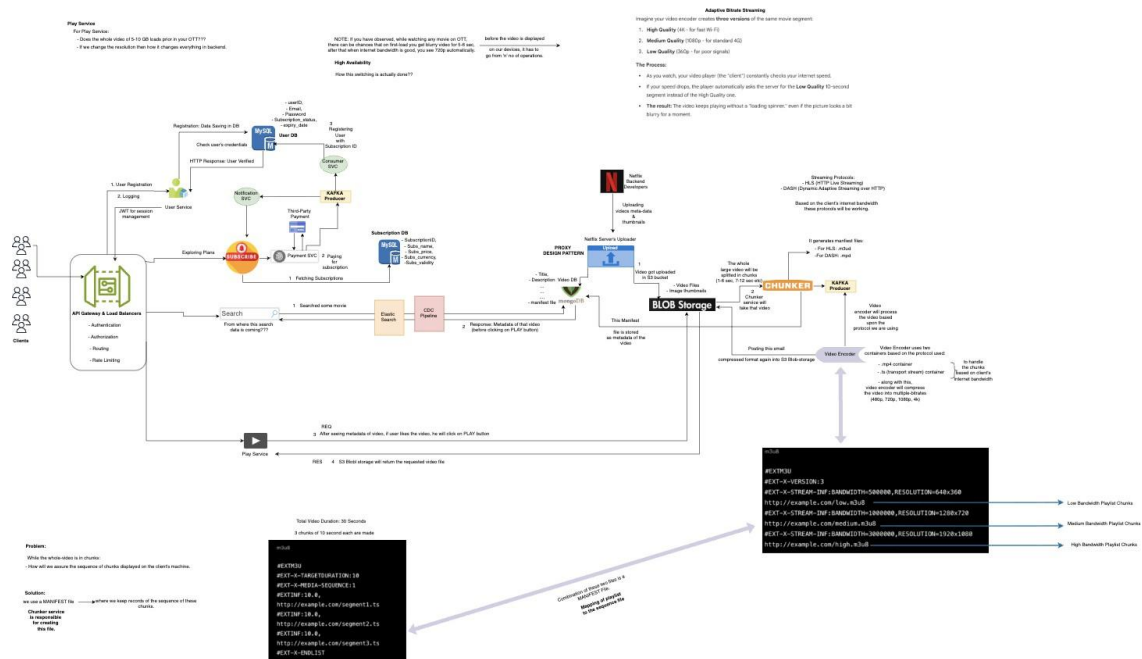 Play Service
For Play Service:
- Does the whole video of 5-10 GB loads prior in your OTT???
- If we change the resolution then how it changes everything in backend.
NOTE: If you have observed, while watching any movie on OTT,
there can be chances that on first-load you get blurry video for 5-6 sec,
after that when internet bandwidth is good, you see 720p automatically.
High Availability
How this switching is actually done??
before the video is displayed
on our devices, it has to
go from 'n' no of operations.
Adaptive Bitrate Streaming
Imagine your video encoder creates three versions of the same movie segment:
1. High Quality (4K - for fast Wi-Fi)
2. Medium Quality (1080p - for standard 4G)
3. Low Quality (360p - for poor signals)
The Process:
• As you watch, your video player (the "client") constantly checks your internet speed.
• If your speed drops, the player automatically asks the server for the Low Quality 10-second
segment instead of the High Quality one.
• The result: The video keeps playing without a "loading spinner," even if the picture looks a bit
blurry for a moment.
- userID,
- Email,
- Password
- Subscription_status,
- expiry_date
MySQL
User DB
Registration: Data Saving in DB
Check user's credentials
HTTP Response: User Verified
3
Registering
User
with
Subscription ID
Consumer
SVC
1. User Registration
2. Logging
User Service
JWT for session
management
Notification
SVC
KAFKA
Producer
Third-Party
Payment
Exploring Plans
SUBSCRIBE
Payment SVC
2 Paying
for
subscription
1 Fetching Subscriptions
Subscription DB
MySQL
- SubscriptionID,
- Subs_name,
- Subs_price,
- Subs_currency,
- Subs_validity
Clients
API Gateway & Load Balancers
- Authentication
- Authorization
- Routing
- Rate Limiting
Search
From where this search
data is coming???
1 Searched some movie
Elastic
Search
CDC
Pipeline
2 Response: Metadata of that video
(before clicking on PLAY button)
Netflix
Backend
Developers
Uploading
videos meta-data
&
thumbnails
Netflix Server's Uploader
PROXY
DESIGN PATTERN
Upload
- Title,
- Description
...
...
- manifest file
Video DB
mongoDB
1
Video got uploaded
in S3 bucket
- Video Files
- Image thumbnails
BLOB Storage
The whole
large video will be
splitted in chunks
2
Chunker
service will
take that video
CHUNKER
It generates manifest files:
- For HLS: .m3u8
- For DASH: .mpd
KAFKA
Producer
Streaming Protocols:
- HLS (HTTP Live Streaming)
- DASH (Dynamic Adaptive Streaming over HTTP)
Based on the client's internet bandwidth
these protocols will be working.
This Manifest
file is stored
as metadata of the
video
Video
encoder will process
the video based
upon the
protocol we are using
Posting this email
compressed format again into S3 Blob-storage
Video Encoder
Video Encoder uses two
containers based on the protocol used:
- .mp4 container
- .ts (transport stream) container
- along with this,
video encoder will compress
the video into multiple-bitrates
(480p, 720p, 1080p, 4k)
to handle
the chunks
based on client's
internet bandwidth
REQ
3 After seeing metadata of video, if user likes the video, he will click on PLAY button
Play Service
RES 4 S3 Blob storage will return the requested video file
m3u8
#EXTM3U
#EXT-X-VERSION:3
#EXT-X-STREAM-INF:BANDWIDTH=500000,RESOLUTION=640x360
http://example.com/low.m3u8
#EXT-X-STREAM-INF:BANDWIDTH=1000000,RESOLUTION=1280x720
http://example.com/medium.m3u8
#EXT-X-STREAM-INF:BANDWIDTH=3000000,RESOLUTION=1920x1080
http://example.com/high.m3u8
Low Bandwidth Playlist Chunks
Medium Bandwidth Playlist Chunks
High Bandwidth Playlist Chunks
Total Video Duration: 30 Seconds
3 chunks of 10 second each are made
m3u8
#EXTM3U
#EXT-X-TARGETDURATION:10
#EXT-X-MEDIA-SEQUENCE:1
#EXTINF:10.0,
http://example.com/segment1.ts
#EXTINF:10.0,
http://example.com/segment2.ts
#EXTINF:10.0,
http://example.com/segment3.ts
#EXT-X-ENDLIST
Combination of these two files is a
MANIFEST File.
Mapping of playlist
to the sequence file
Problem:
While the whole-video is in chunks:
- How will we assure the sequence of chunks displayed on the client's machine.
Solution:
we use a MANIFEST file
where we keep records of the sequence of these
chunks.
Chunker service
is responsible
for creating
this file.